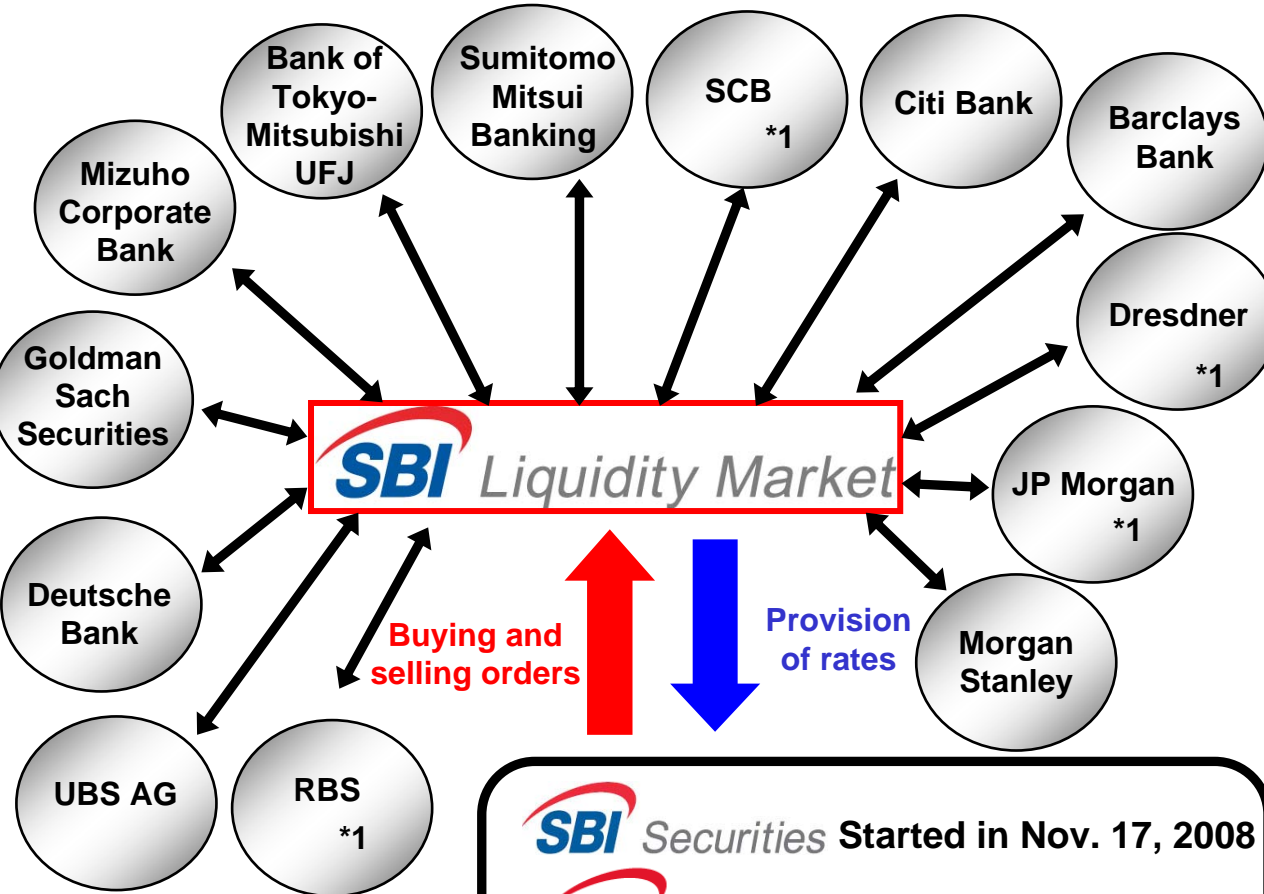 Bank of
Tokyo-
Mitsubishi
UFJ
Sumitomo
Mitsui
Banking
SCB
*1
Citi Bank
Barclays
Bank
Mizuho
Corporate
Bank
Dresdner
*1
Goldman
Sach
Securities
SBI Liquidity Market
JP Morgan
*1
Deutsche
Bank
Buying and
selling orders
Provision
of rates
Morgan
Stanley
UBS AG
RBS
*1
SBI Securities Started in Nov. 17, 2008